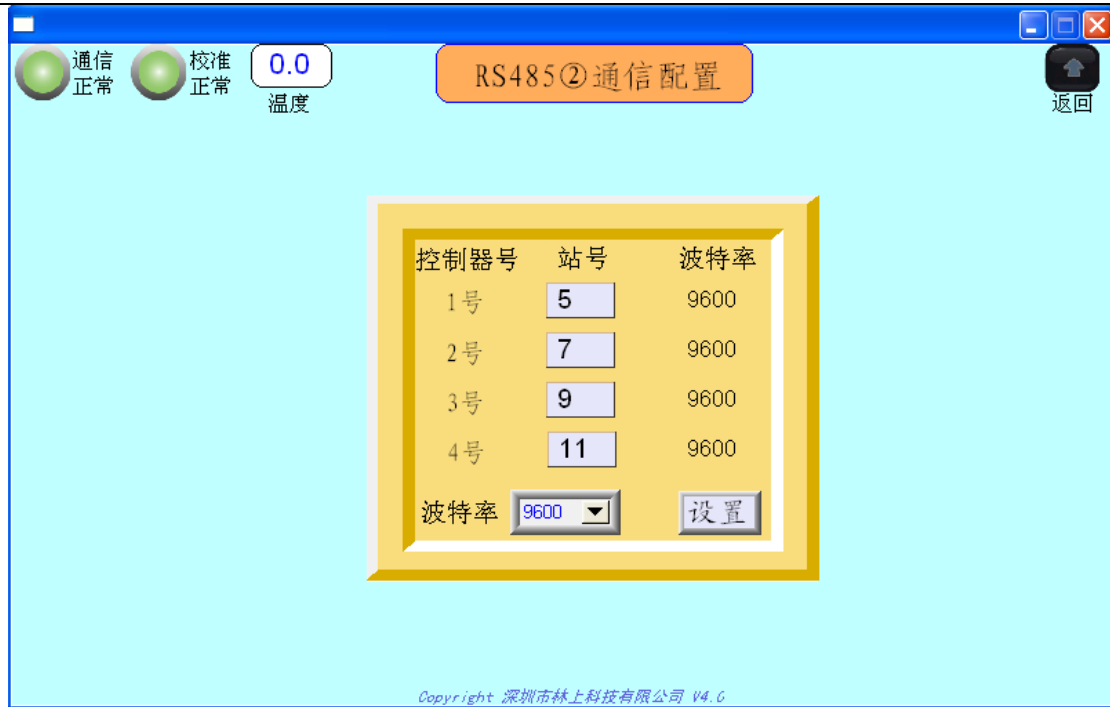 通信
正常
校准
正常
0.0
温度
RS485②通信配置
返回
控制器号 站号 波特率
1号 5 9600
2号 7 9600
3号 9 9600
4号 11 9600
波特率 9600 设置
Copyright 深圳市林上科技有限公司 V4.0